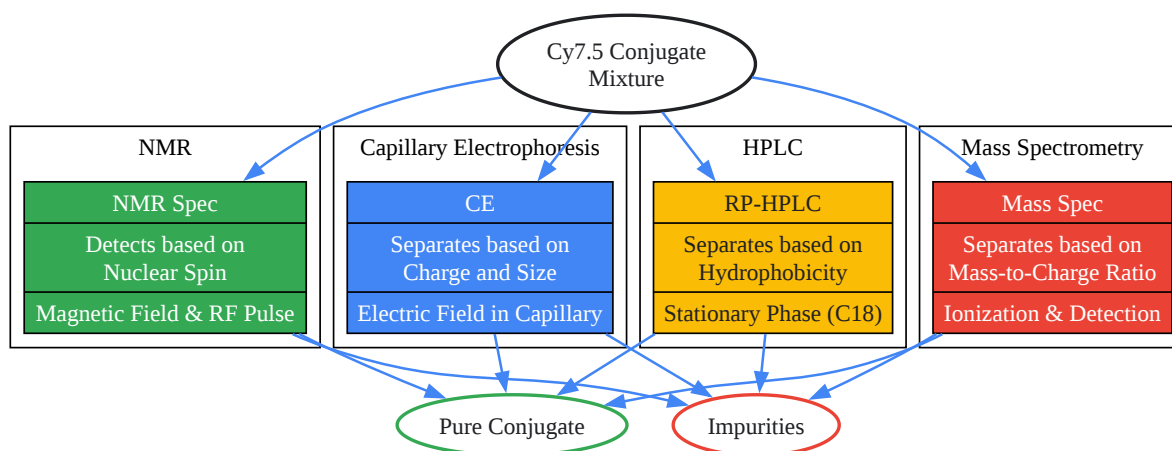 Cy7.5 Conjugate
Mixture
NMR
Capillary Electrophoresis
HPLC
Mass Spectrometry
NMR Spec
Detects based on
Nuclear Spin
Magnetic Field & RF Pulse
CE
Separates based on
Charge and Size
Electric Field in Capillary
RP-HPLC
Separates based on
Hydrophobicity
Stationary Phase (C18)
Mass Spec
Separates based on
Mass-to-Charge Ratio
Ionization & Detection
Pure Conjugate
Impurities